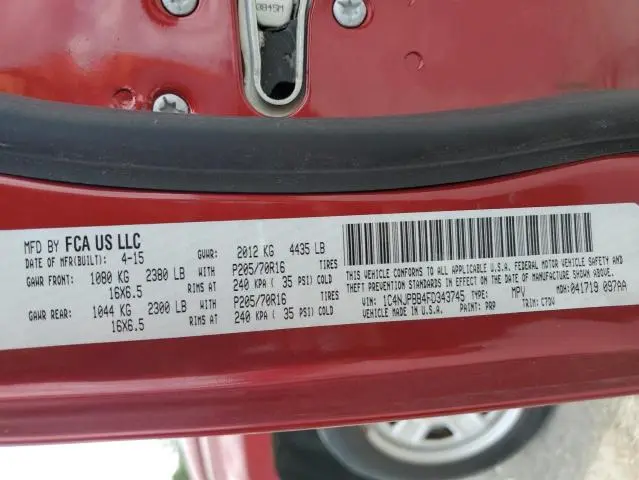 0845M
MFD BY FCA US LLC
DATE OF MFR(BUILT): 4-15 GVWR: 2012 KG 4435 LB
GAWR FRONT: 1080 KG 2380 LB WITH P205/70R16 TIRES
16X6.5 RIMS AT 240 KPA ( 35 PSI) COLD
GAWR REAR: 1044 KG 2300 LB WITH P205/70R16 TIRES
16X6.5 RIMS AT 240 KPA ( 35 PSI) COLD
CONFORMS TO ALL APPLICABLE U.S.A. FEDERAL MOTOR VEHICLE SAFETY AND
THEFT PREVENTION STANDARDS IN EFFECT ON THE DATE OF MFR SHOWN ABOVE.
VIN: 1C4NJPBB4FD343745 TYPE: MPV MDH:041719 097AA
VEHICLE MADE IN U.S.A. PAINT: PRP TRIM: CTDV